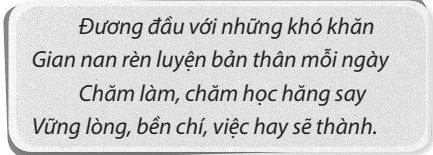 Đương đầu với những khó khăn
Gian nan rèn luyện bản thân mỗi ngày
Chăm làm, chăm học hăng say
Vững lòng, bền chí, việc hay sẽ thành.